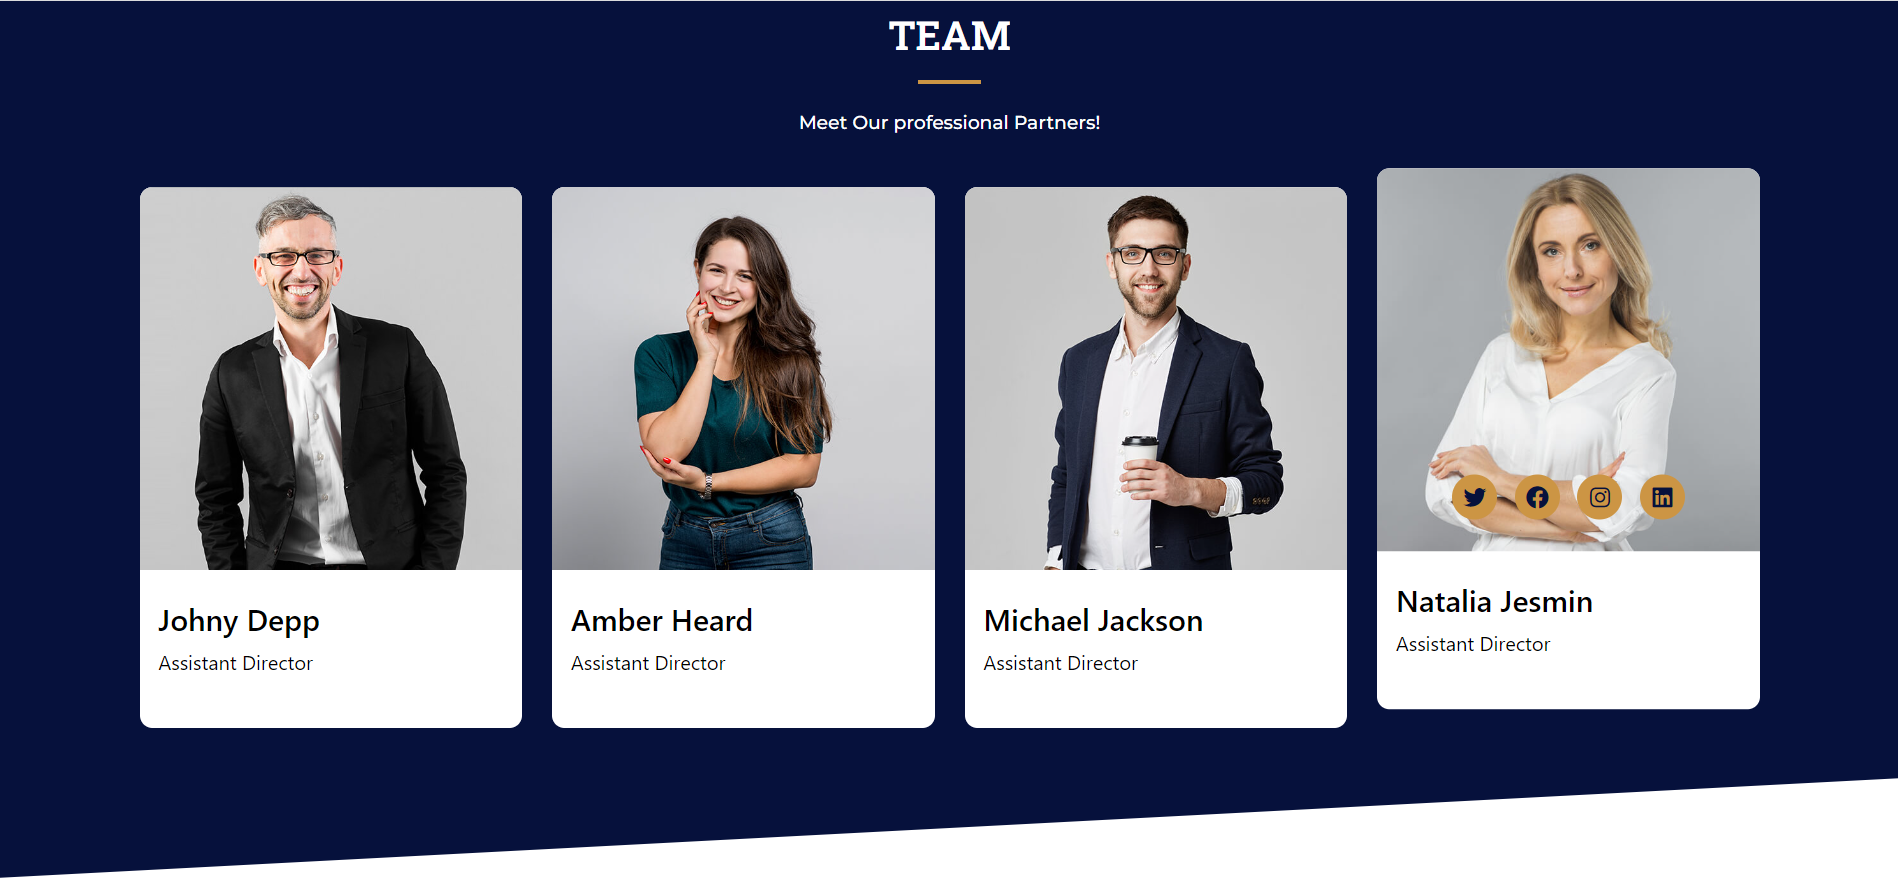 TEAM
Meet Our professional Partners!
Johny Depp
Assistant Director
Amber Heard
Assistant Director
Michael Jackson
Assistant Director
Natalia Jesmin
Assistant Director